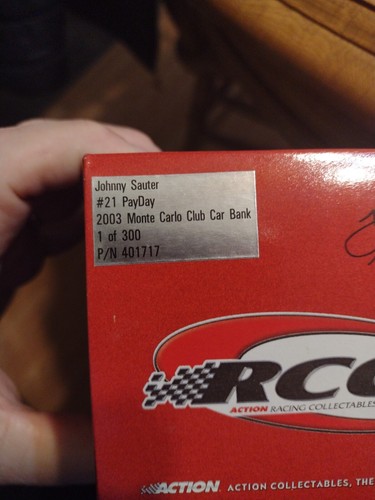 Johnny Sauter
#21 PayDay
2003 Monte Carlo Club Car Bank
1 of 300
P/N 401717
RCC
ACTION RACING COLLECTABLES
ACTION ACTION COLLECTABLES, THE